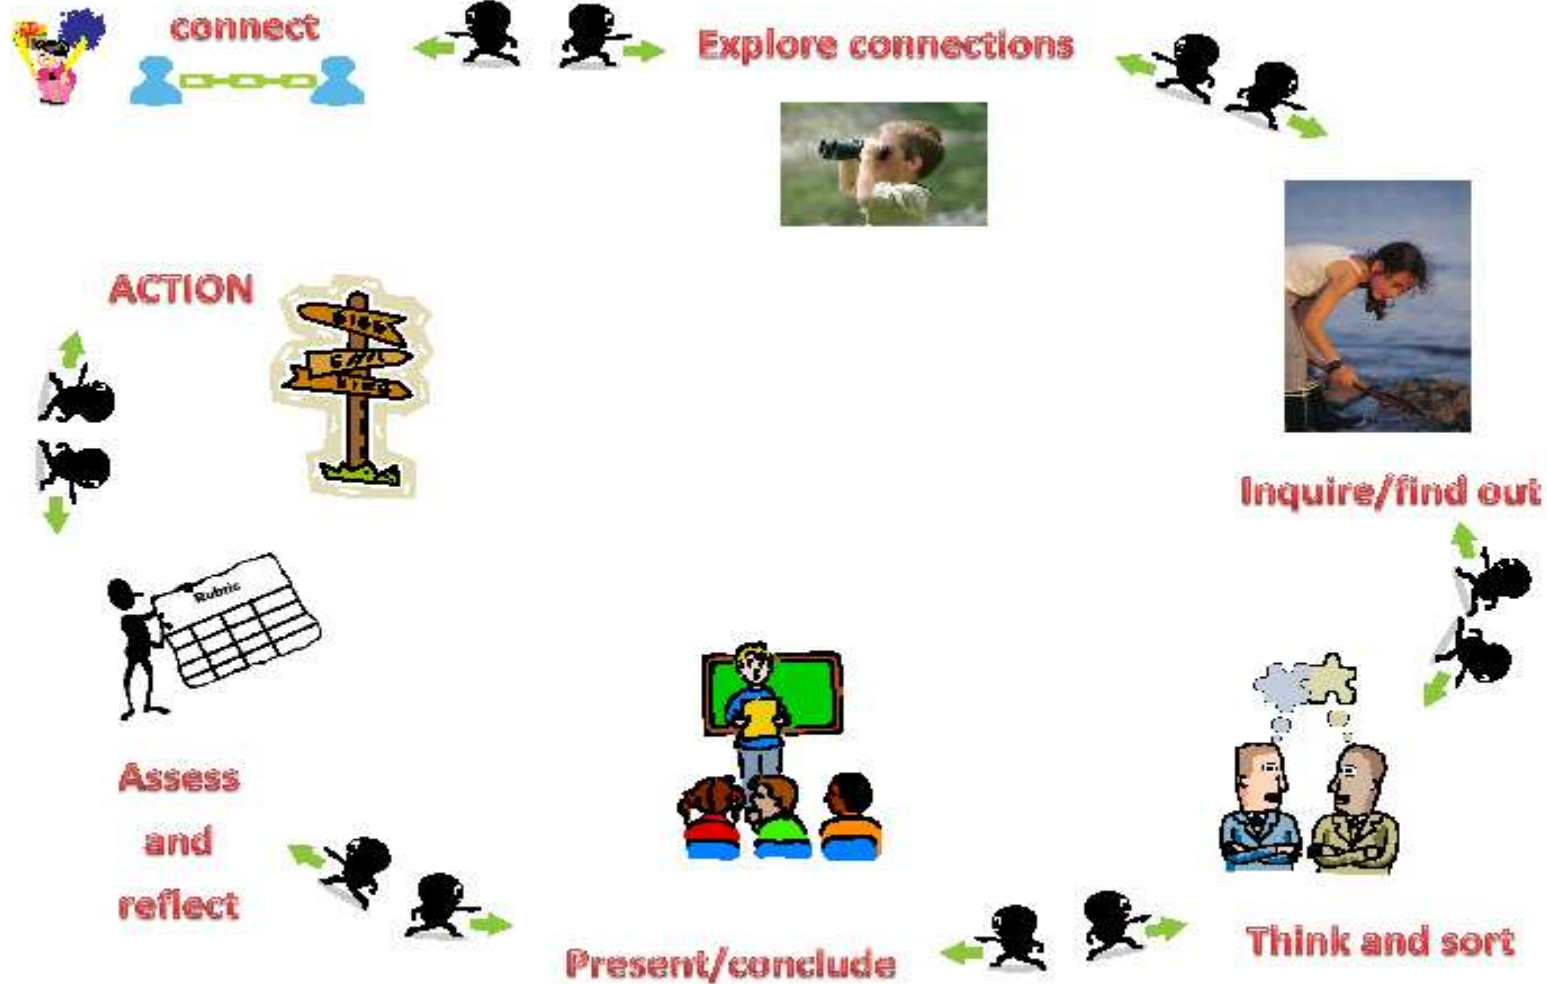 connect
Explore connections
ACTION
Inquire/find out
Rubric
Assess
and
reflect
Think and sort
Present/conclude